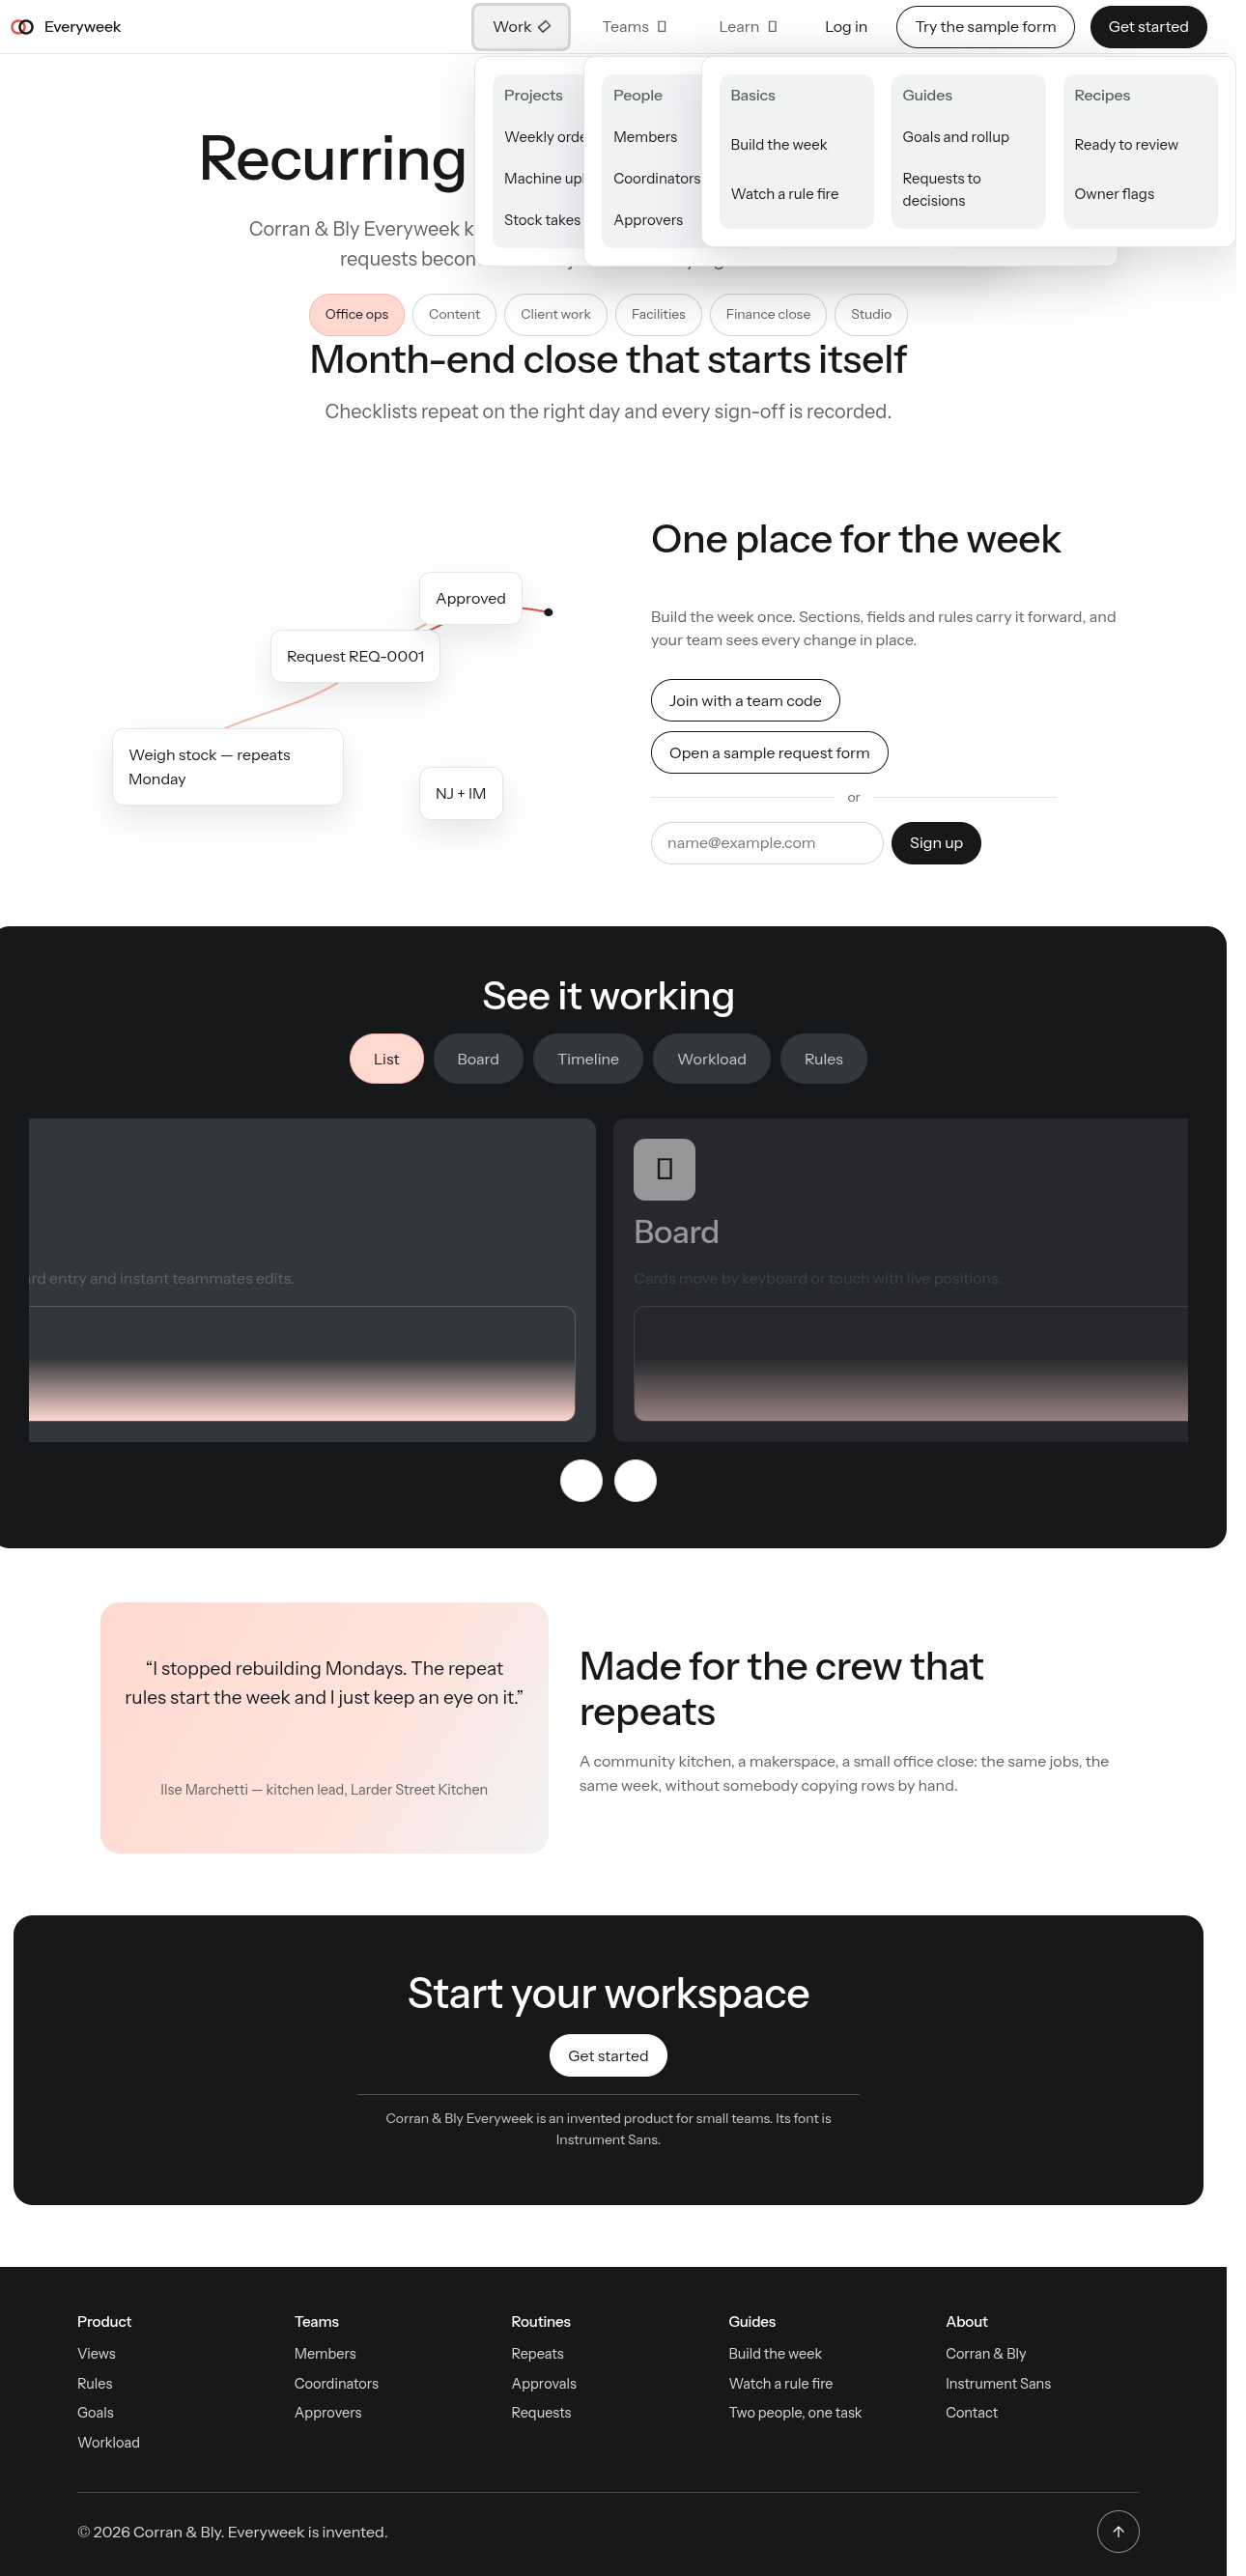 Everyweek
Work
Teams
Learn
Log in
Try the sample form
Get started
Projects
Weekly
Machine
Stock takes
People
Members
Coordinators
Approvers
Basics
Build the week
Watch a rule fire
Guides
Goals and rollup
Requests to
decisions
Recipes
Ready to review
Owner flags
Recurring
Corran & Bly Everyweek
requests
Office ops
Content
Client work
Facilities
Finance close
Studio
Month-end close that starts itself
Checklists repeat on the right day and every sign-off is recorded.
Approved
Request REQ-0001
Weigh stock — repeats
Monday
NJ + IM
One place for the week
Build the week once. Sections, fields and rules carry it forward, and
your team sees every change in place.
Join with a team code
Open a sample request form
or
name@example.com
Sign up
See it working
List
Board
Timeline
Workload
Rules
entry and instant teammates edits.
Board
Cards move by keyboard or touch with live positions.
“I stopped rebuilding Mondays. The repeat
rules start the week and I just keep an eye on it.”
Ilse Marchetti — kitchen lead, Larder Street Kitchen
Made for the crew that
repeats
A community kitchen, a makerspace, a small office close: the same jobs, the
same week, without somebody copying rows by hand.
Start your workspace
Get started
Corran & Bly Everyweek is an invented product for small teams. Its font is
Instrument Sans.
Product
Views
Rules
Goals
Workload
Teams
Members
Coordinators
Approvers
Routines
Repeats
Approvals
Requests
Guides
Build the week
Watch a rule fire
Two people, one task
About
Corran & Bly
Instrument Sans
Contact
© 2026 Corran & Bly. Everyweek is invented.